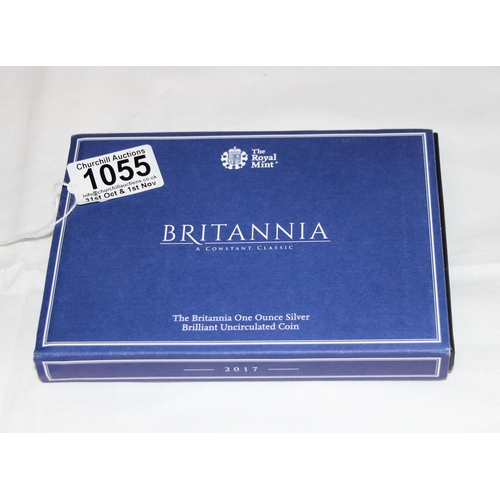 Churchill Auctions
1055
info@churchillauctions.co.uk
31st Oct & 1st Nov
The
Royal
Mint®
BRITANNIA
A CONSTANT CLASSIC
The Britannia One Ounce Silver
Brilliant Uncirculated Coin
2017